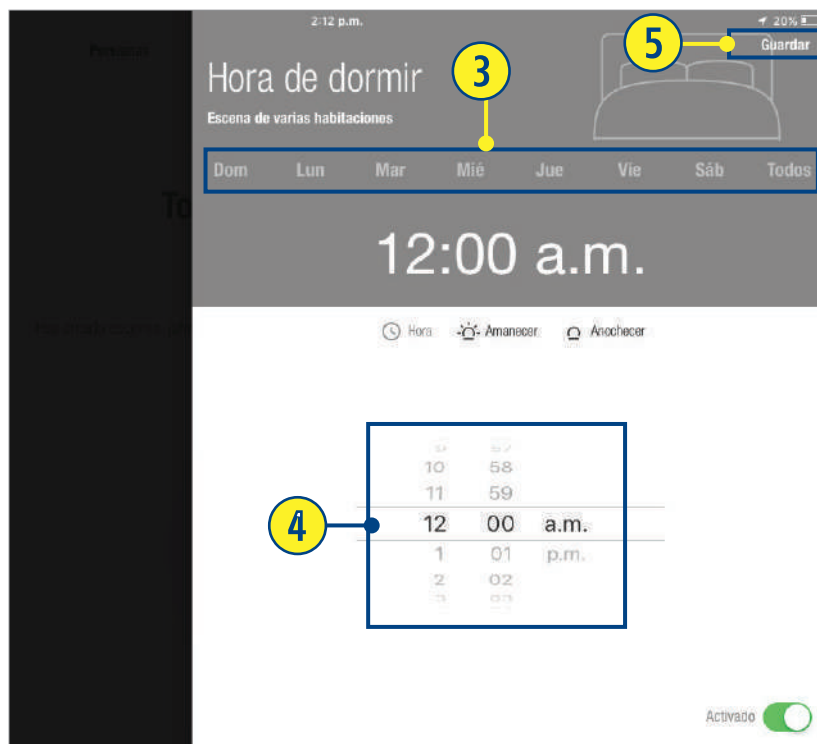 2:12 p.m.
20%
5
Guardar
Hora de dormir
3
Escena de varias habitaciones
Dom Lun Mar Mié Jue Vie Sáb Todos
12:00 a.m.
Hora Amanecer Anochecer
10 58
11 59
4
12 00 a.m.
1 01 p.m.
2 02
Activado